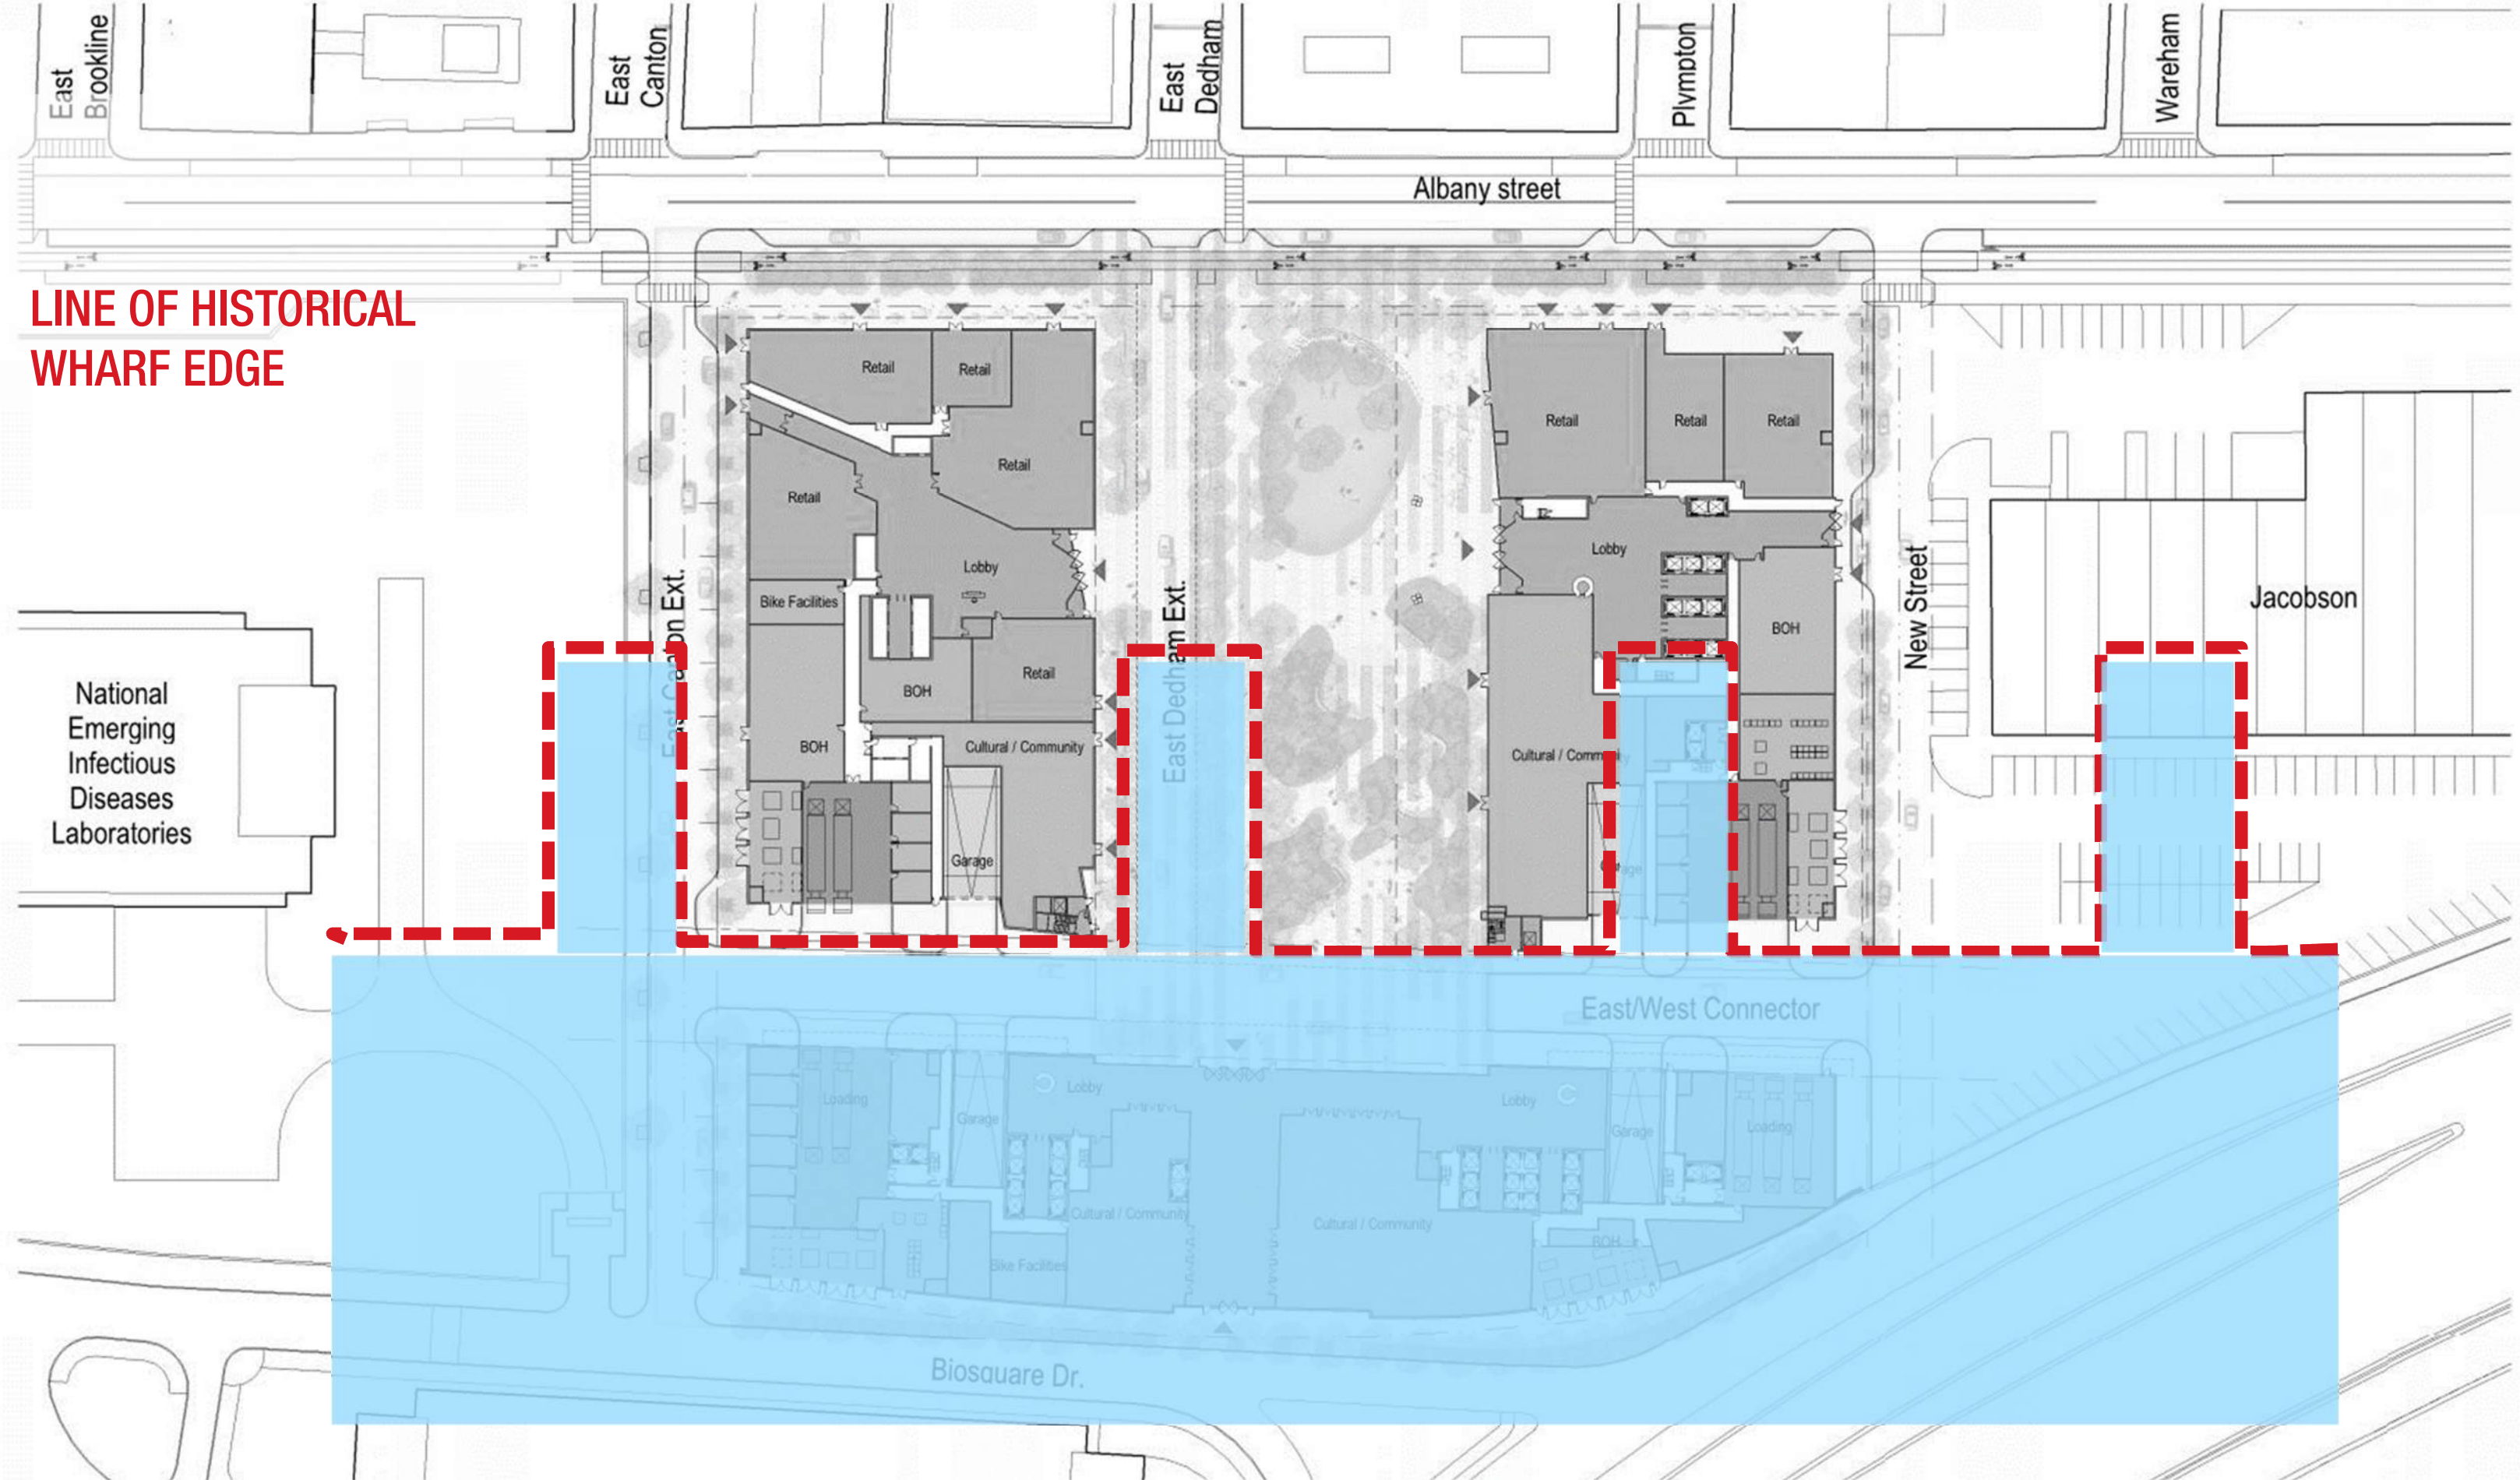 East
Brookline
East
Canton
East
Dedham
Plympton
Wareham
Albany street
LINE OF HISTORICAL
WHARF EDGE
Retail
Retail
Retail
Retail
Retail
Retail
Retail
Lobby
Lobby
Bike Facilities
East Canton Ext.
East Dedham Ext.
New Street
Jacobson
BOH
Retail
BOH
BOH
Cultural / Community
Cultural / Community
Garage
Garage
National
Emerging
Infectious
Diseases
Laboratories
East/West Connector
Loading
Garage
Lobby
Lobby
Garage
Loading
Cultural / Community
Cultural / Community
BOH
Bike Facilities
Biosquare Dr.